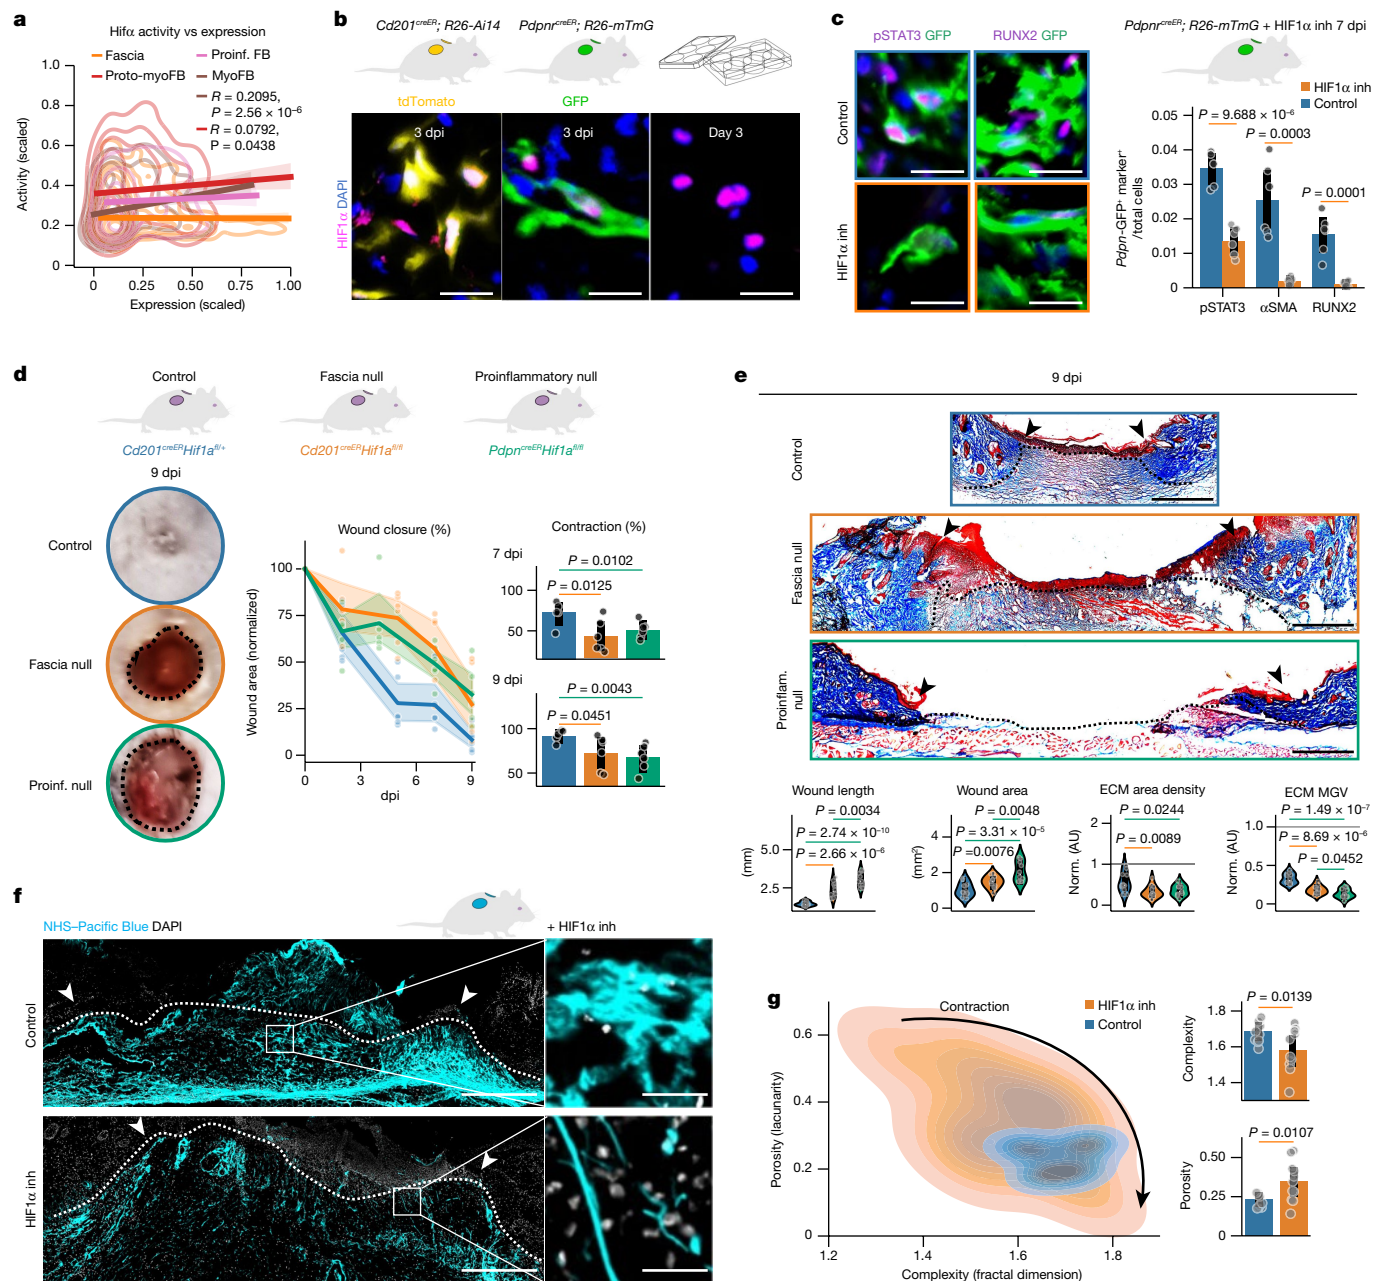 a
Hifα activity vs expression
Fascia
Proto-myoFB
Proinf. FB
MyoFB
R = 0.2095,
P = 2.56 × 10⁻⁶
R = 0.0792,
P = 0.0438
1.0
0.8
0.6
0.4
0.2
0
Activity (scaled)
0 0.25 0.50 0.75 1.00
Expression (scaled)
b
Cd201creER; R26-Ai14
Pdpnrcreer; R26-mTmG
tdTomato
GFP
3 dpi
3 dpi
Day 3
HIF1α DAPI
c
pSTAT3 GFP
RUNX2 GFP
Control
HIF1α inh
Pdpnrcreer; R26-mTmG + HIF1α inh 7 dpi
HIF1α inh
Control
P = 9.688 × 10⁻⁶
P = 0.0003
P = 0.0001
0.05
0.04
0.03
0.02
0.01
0
Pdpn-GFP⁺ marker⁺
/total cells
pSTAT3 αSMA RUNX2
d
Control
Fascia null
Proinflammatory null
Cd201creERHif1afl/+
Cd201creERHif1afl/fl
PdpncreERHif1afl/fl
9 dpi
Control
Fascia null
Proinf. null
Wound closure (%)
Wound area (normalized)
100
75
50
25
0
0 3 6 9
dpi
Contraction (%)
7 dpi
P = 0.0102
P = 0.0125
100
50
9 dpi
P = 0.0043
P = 0.0451
100
50
e
9 dpi
Control
Fascia null
Proinflam.
null
Wound length
P = 0.0034
P = 2.74 × 10⁻¹⁰
P = 2.66 × 10⁻⁶
5.0
2.5
(mm)
Wound area
P = 0.0048
P = 3.31 × 10⁻⁵
P =0.0076
4
2
0
(mm²)
ECM area density
P = 0.0244
P = 0.0089
2
1
0
Norm. (AU)
ECM MGV
P = 1.49 × 10⁻⁷
P = 8.69 × 10⁻⁶
P = 0.0452
1.0
0.5
0
Norm. (AU)
f
NHS–Pacific Blue DAPI
+ HIF1α inh
Control
HIF1α inh
g
Contraction
HIF1α inh
Control
0.6
0.4
0.2
0
Porosity (lacunarity)
1.2 1.4 1.6 1.8
Complexity (fractal dimension)
P = 0.0139
1.8
1.6
1.4
Complexity
P = 0.0107
0.50
0.25
0
Porosity